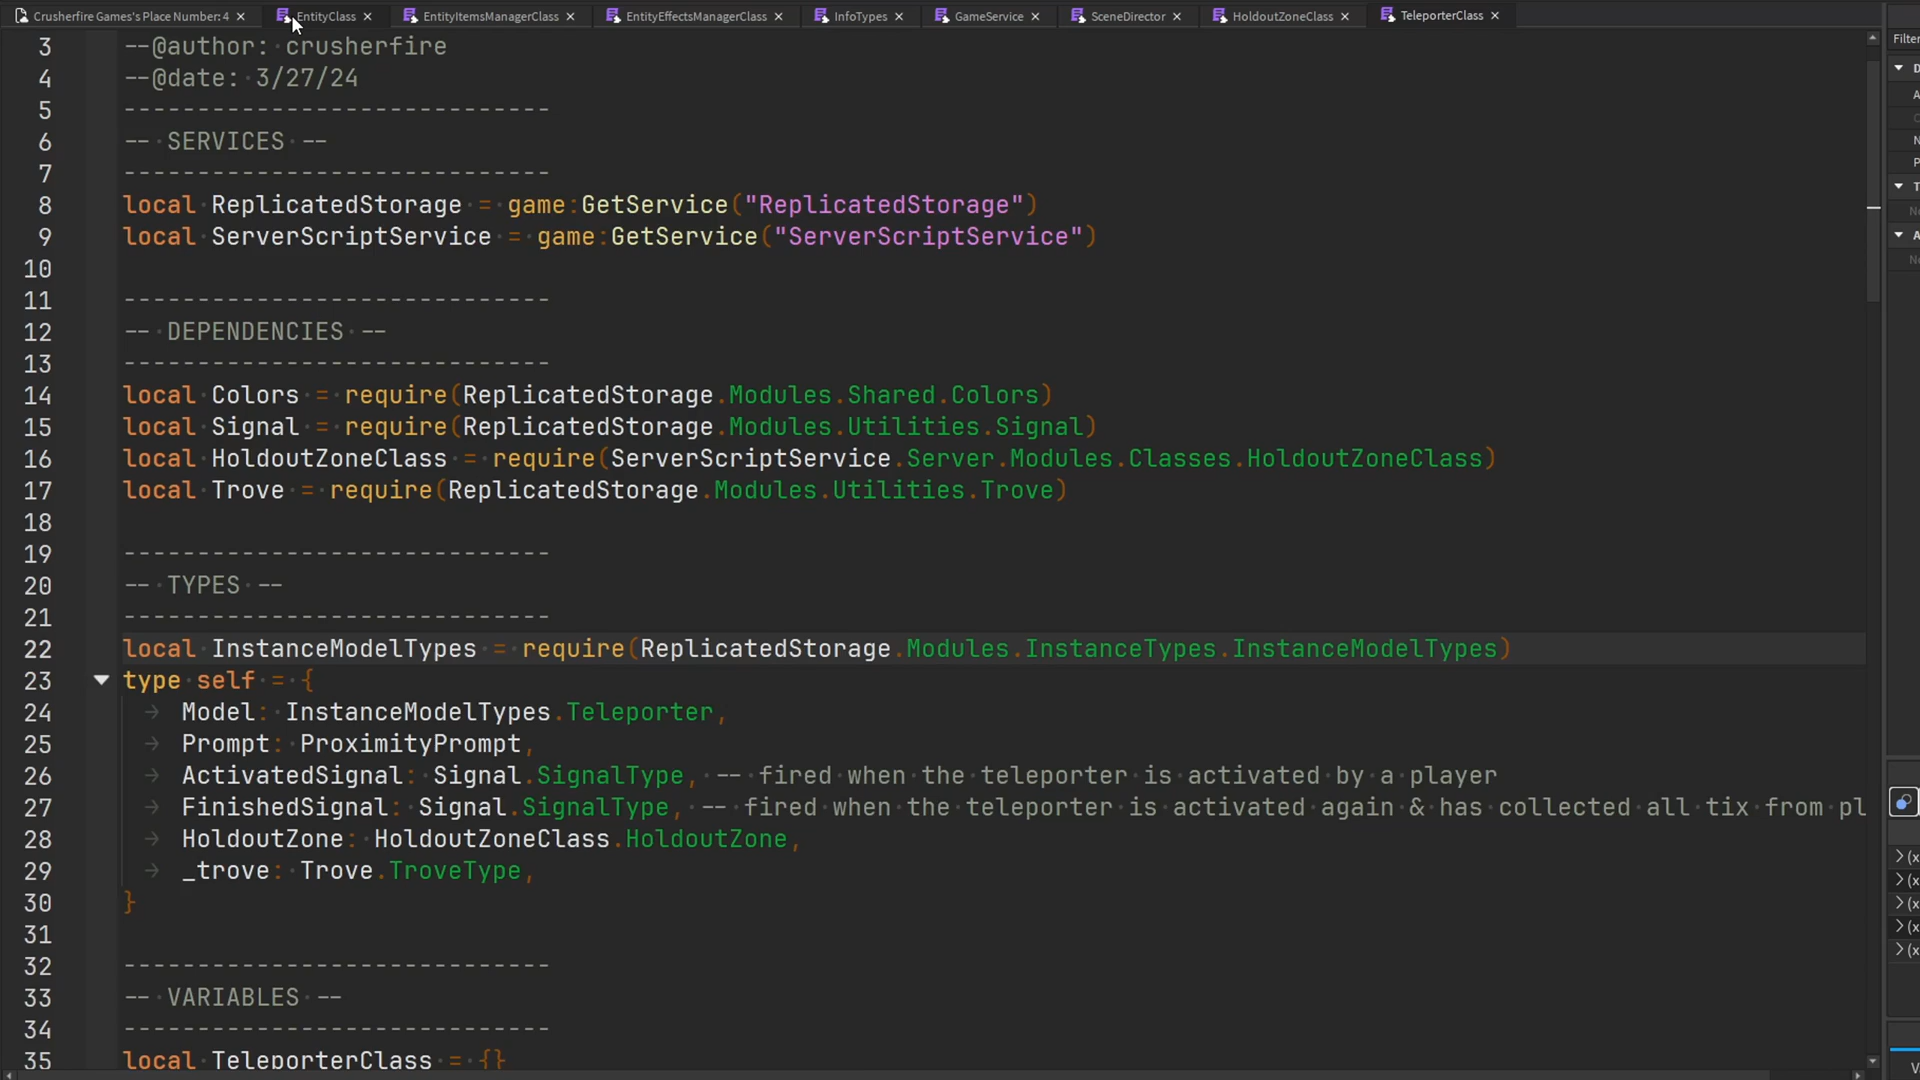 Crusherfire Games's Place Number: 4 × EntityClass × EntityItemsManagerClass × EntityEffectsManagerClass × InfoTypes × GameService × SceneDirector × HoldoutZoneClass × TeleporterClass ×
Filter
3 --@author: crusherfire
4 --@date: 3/27/24
5 -----------------------------
6 -- SERVICES --
7 -----------------------------
8 local ReplicatedStorage = game:GetService("ReplicatedStorage")
9 local ServerScriptService = game:GetService("ServerScriptService")
10
11 -----------------------------
12 -- DEPENDENCIES --
13 -----------------------------
14 local Colors = require(ReplicatedStorage.Modules.Shared.Colors)
15 local Signal = require(ReplicatedStorage.Modules.Utilities.Signal)
16 local HoldoutZoneClass = require(ServerScriptService.Server.Modules.Classes.HoldoutZoneClass)
17 local Trove = require(ReplicatedStorage.Modules.Utilities.Trove)
18
19 -----------------------------
20 -- TYPES --
21 -----------------------------
22 local InstanceModelTypes = require(ReplicatedStorage.Modules.InstanceTypes.InstanceModelTypes)
23 type self = {
24 Model: InstanceModelTypes.Teleporter,
25 Prompt: ProximityPrompt,
26 ActivatedSignal: Signal.SignalType, -- fired when the teleporter is activated by a player
27 FinishedSignal: Signal.SignalType, -- fired when the teleporter is activated again & has collected all tix from pl
28 HoldoutZone: HoldoutZoneClass.HoldoutZone,
29 _trove: Trove.TroveType,
30 }
31
32 -----------------------------
33 -- VARIABLES --
34 -----------------------------
35 local TeleporterClass = {}